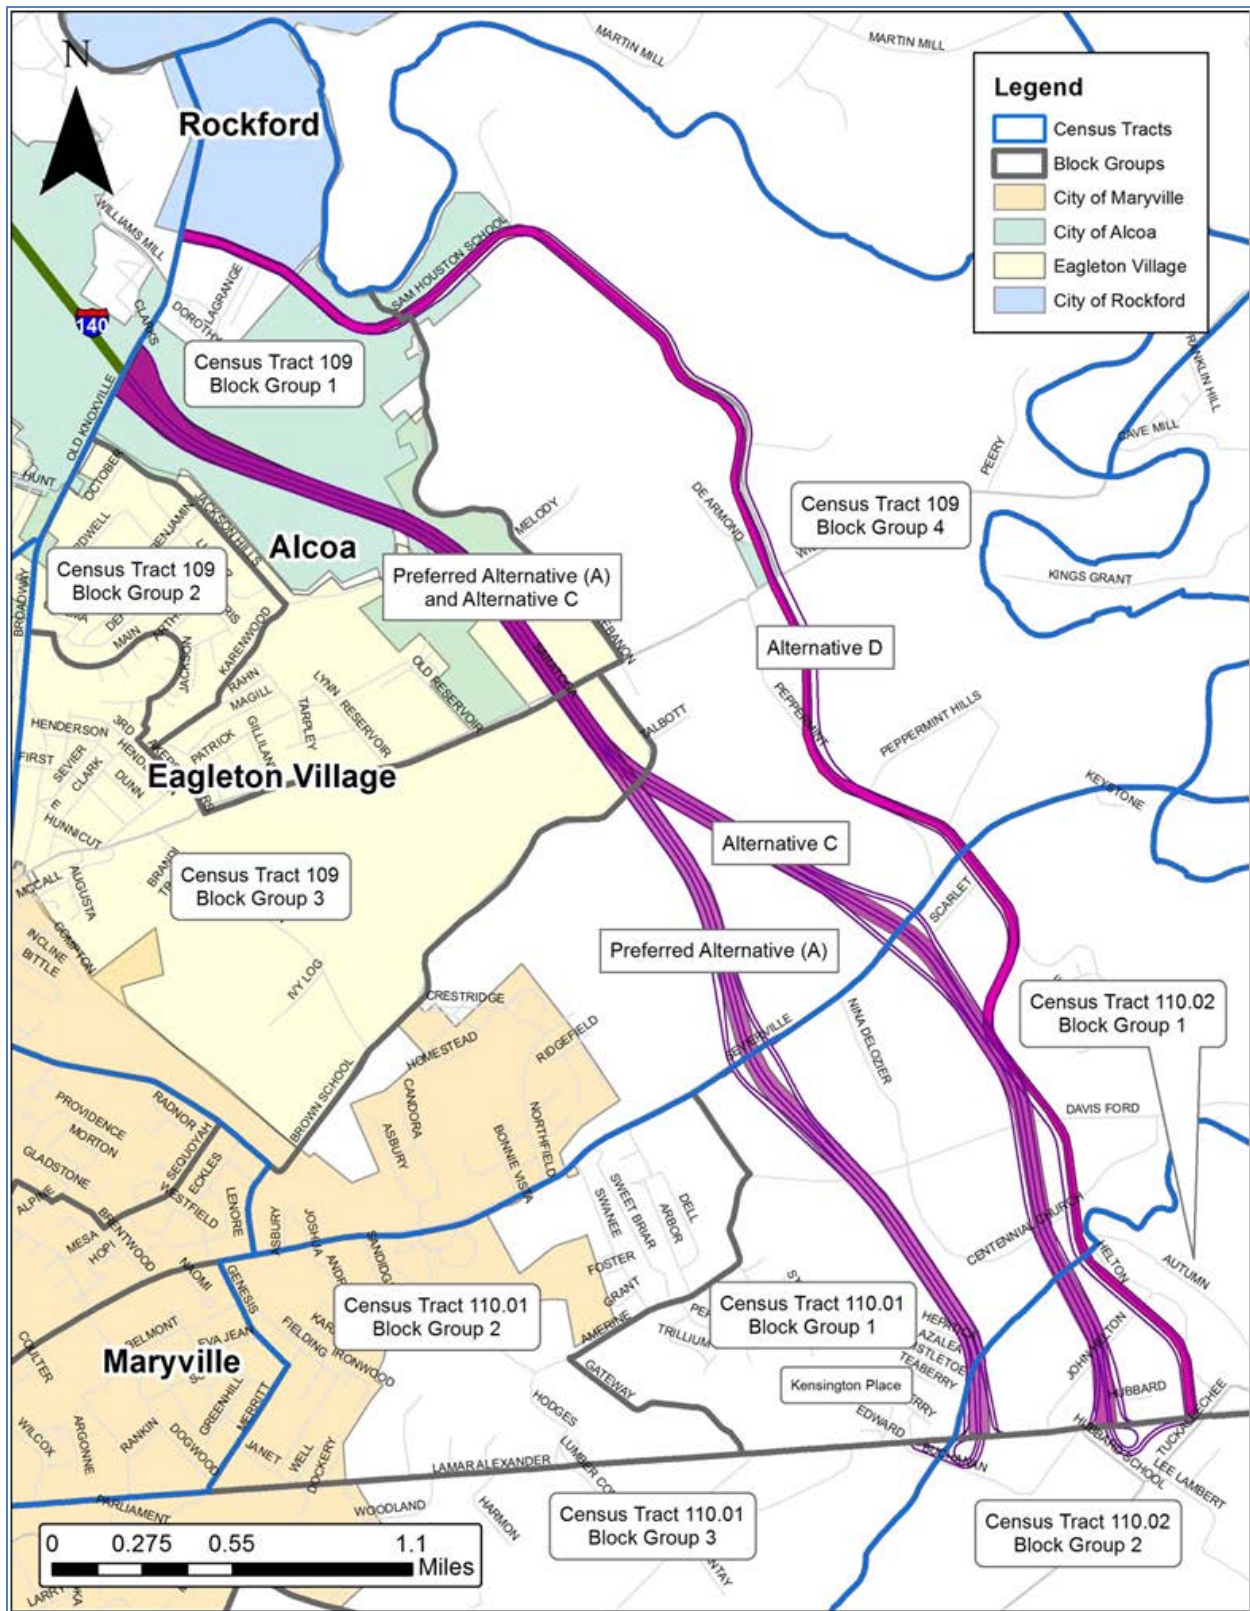 MARTIN MILL
MARTIN MILL
N
Legend
Census Tracts
Block Groups
City of Maryville
City of Alcoa
Eagleton Village
City of Rockford
Rockford
WILLIAMS MILL
SAM HOUSTON SCHOOL
LAGRANGE
DOROTHY
CLARKS
140
Census Tract 109
Block Group 1
OLD KNOXVILLE
CAVE MILL
PEERY
HUNT
OCTOBER
JACKSON HILLS
BENJAMIN
MELODY
DE ARMOND
Census Tract 109
Block Group 4
Alcoa
Census Tract 109
Block Group 2
Preferred Alternative (A)
and Alternative C
KINGS GRANT
BROADWAY
MAIN
JACKSON
KARENWOOD
SARATOGA
Alternative D
RAHN
MAGILL
LYNN
RESERVOIR
OLD RESERVOIR
TARPLEY
PATRICK
TALBOTT
PEPPERMINT
PEPPERMINT HILLS
HENDERSON
3RD
FIRST
SEVIER
CLARK
DUNN
Eagleton Village
KEYSTONE
HUNNICUT
Alternative C
MCCALL
AUGUSTA
Census Tract 109
Block Group 3
SCARLET
COMPTON
INCLINE
BITTLE
Preferred Alternative (A)
IVY LOG
CRESTRIDGE
HOMESTEAD
RIDGEFIELD
SEVIERVILLE
NINA DELOZIER
Census Tract 110.02
Block Group 1
BROWN SCHOOL
RADNOR
PROVIDENCE
MORTON
GLADSTONE
SEQUOYAH
ECKLES
WESTFIELD
CANDORA
ASBURY
NORTHFIELD
BONNIE VISTA
DAVIS FORD
ALPINE
BRENTWOOD
MESA
HOPI
LENORE
ASBURY
JOSHUA
SWEET BRIAR
SWANEE
DELL
ARBOR
CENTENNIAL CHURCH
HELTON
AUTUMN
NAOMI
GENESIS
FOSTER
GRANT
Census Tract 110.01
Block Group 2
Census Tract 110.01
Block Group 1
AMERINE
TRILLIUM
AZALEA
TEABERRY
COULTER
BELMONT
EVA JEAN
FIELDING
IRONWOOD
Maryville
GREENHILL
MERRITT
GATEWAY
Kensington Place
JOHN HELTON
HUBBARD
WILCOX
ARGONNE
RANKIN
DOGWOOD
JANET
WELL
DOCKERY
HODGES
EDWARD
BUCHANAN
HUBBARD SCHOOL
TUCKALEECHEE
LEE LAMBERT
LAMAR ALEXANDER
PARLIAMENT
WOODLAND
HARMON
Census Tract 110.01
Block Group 3
Census Tract 110.02
Block Group 2
0 0.275 0.55 1.1
Miles
LARRY